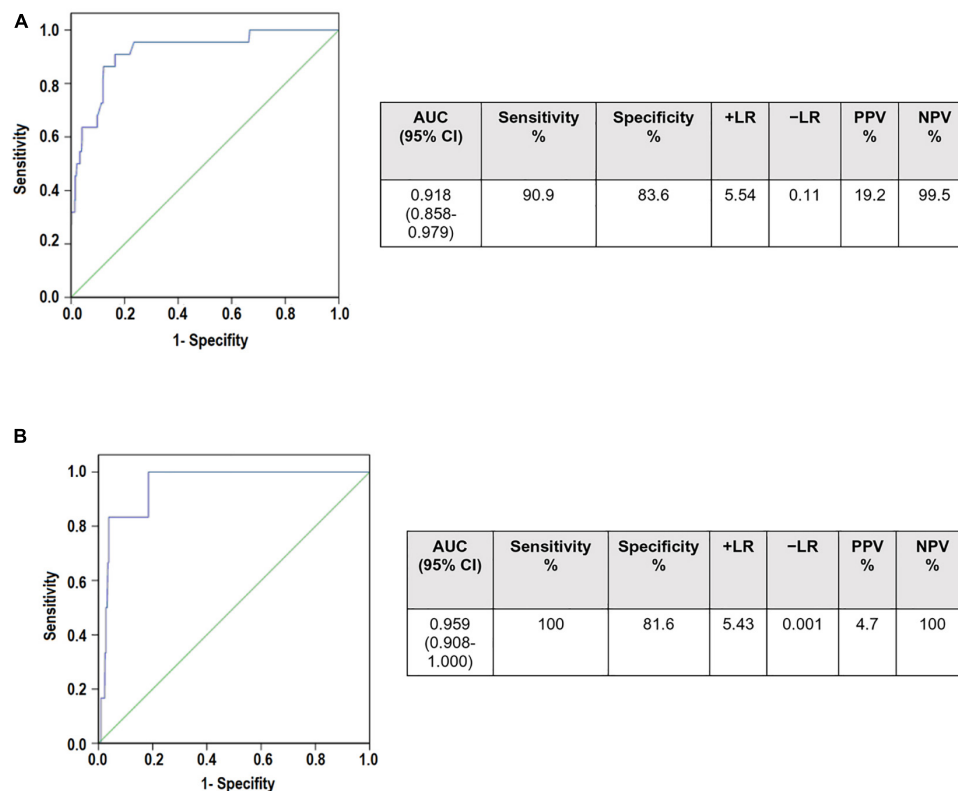 A
1.0
0.8
0.6
0.4
0.2
0.0
Sensitivity
0.0 0.2 0.4 0.6 0.8 1.0
1- Specifity
AUC (95% CI) Sensitivity % Specificity % +LR −LR PPV % NPV %
0.918 (0.858-0.979) 90.9 83.6 5.54 0.11 19.2 99.5
B
1.0
0.8
0.6
0.4
0.2
0.0
Sensitivity
0.0 0.2 0.4 0.6 0.8 1.0
1- Specifity
AUC (95% CI) Sensitivity % Specificity % +LR −LR PPV % NPV %
0.959 (0.908-1.000) 100 81.6 5.43 0.001 4.7 100